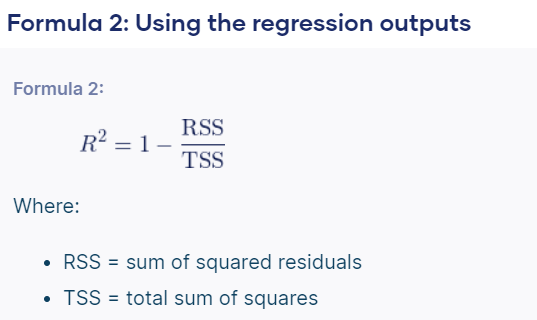 Formula 2: Using the regression outputs
Formula 2:
R² = 1 − RSS/TSS
Where:
• RSS = sum of squared residuals
• TSS = total sum of squares